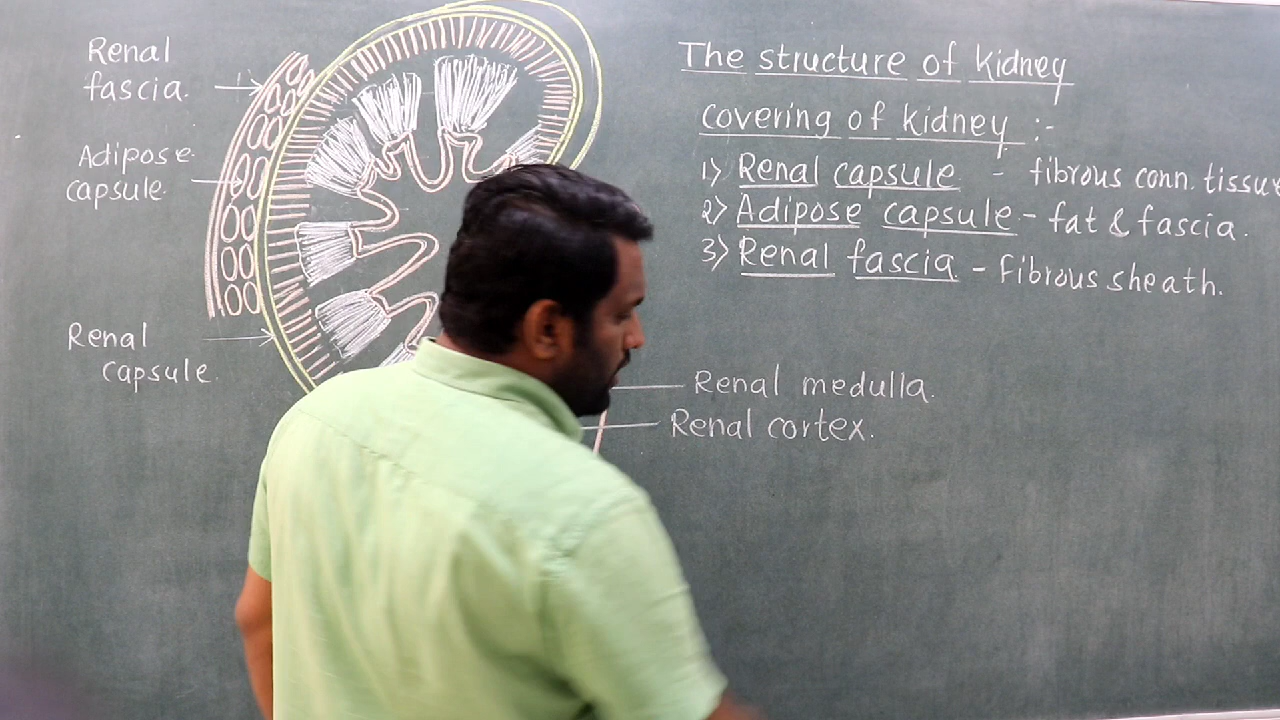 Renal
fascia.
Adipose
capsule.
Renal
capsule.
The structure of kidney
covering of kidney :-
1) Renal capsule - fibrous conn. tissue
2) Adipose capsule - fat & fascia.
3) Renal fascia - Fibrous sheath.
Renal medulla.
Renal cortex.